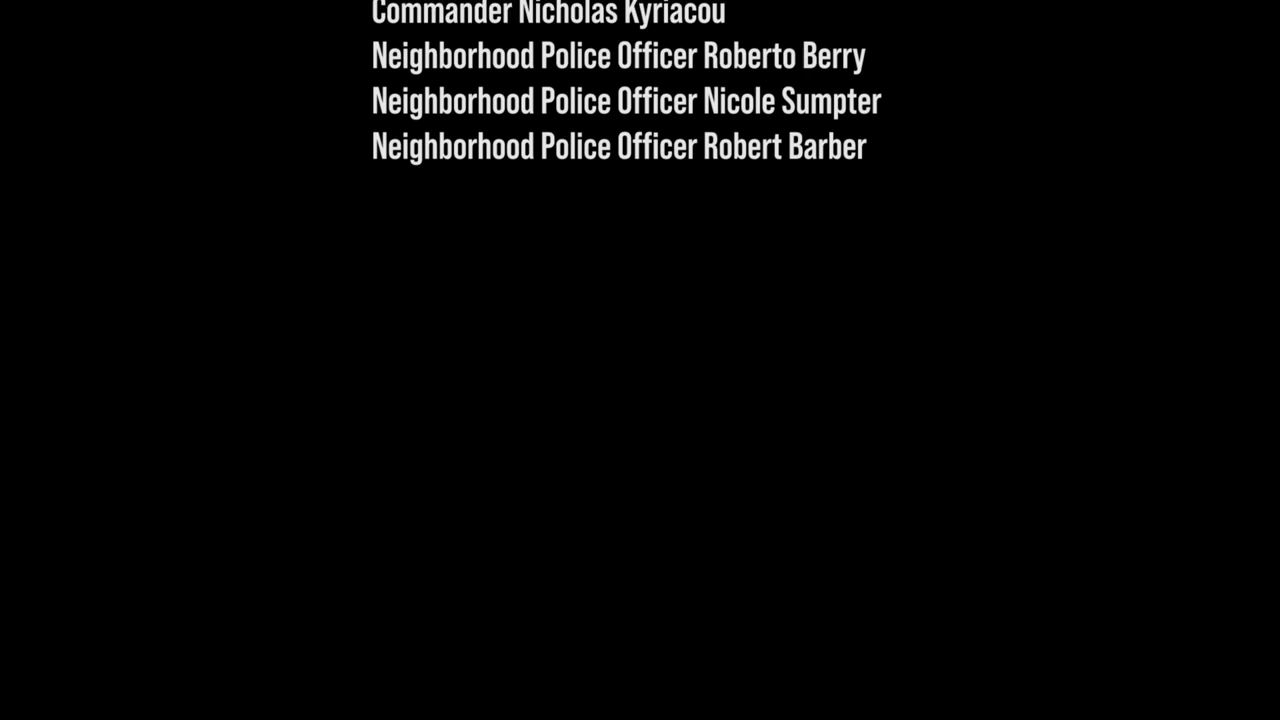 Commander Nicholas Kyriacou
Neighborhood Police Officer Roberto Berry
Neighborhood Police Officer Nicole Sumpter
Neighborhood Police Officer Robert Barber